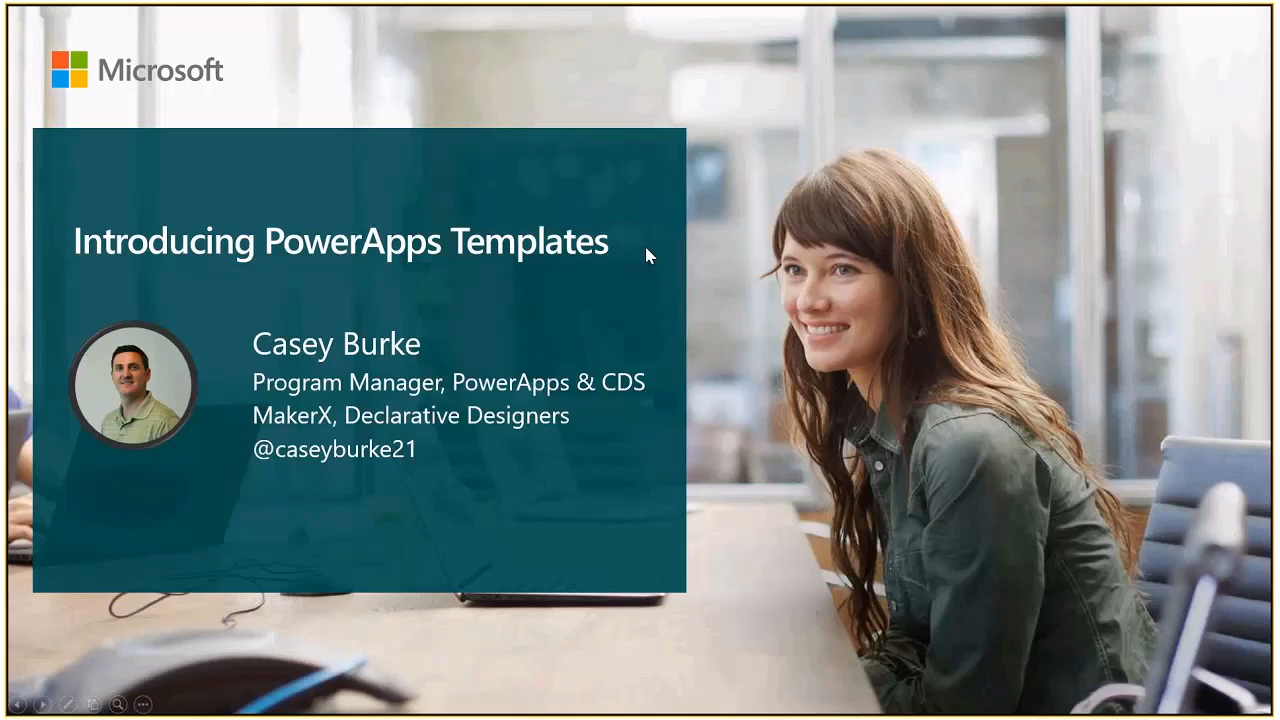 Microsoft
Introducing PowerApps Templates
Casey Burke
Program Manager, PowerApps & CDS
MakerX, Declarative Designers
@caseyburke21